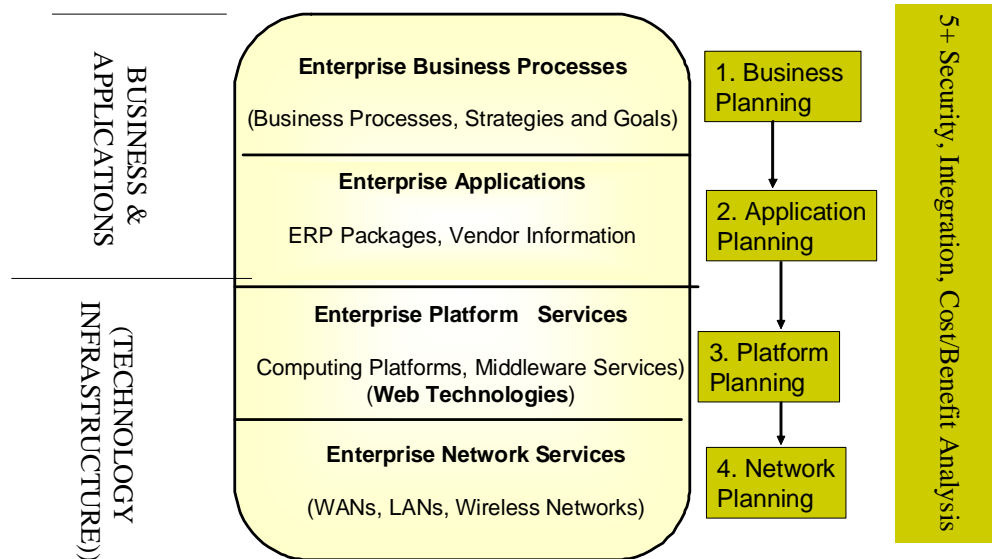 BUSINESS &
APPLICATIONS
(TECHNOLOGY
INFRASTRUCTURE))
Enterprise Business Processes
(Business Processes, Strategies and Goals)
Enterprise Applications
ERP Packages, Vendor Information
Enterprise Platform   Services
Computing Platforms, Middleware Services)
(Web Technologies)
Enterprise Network Services
(WANs, LANs, Wireless Networks)
1. Business
Planning
2. Application
Planning
3. Platform
Planning
4. Network
Planning
5+ Security, Integration, Cost/Benefit Analysis